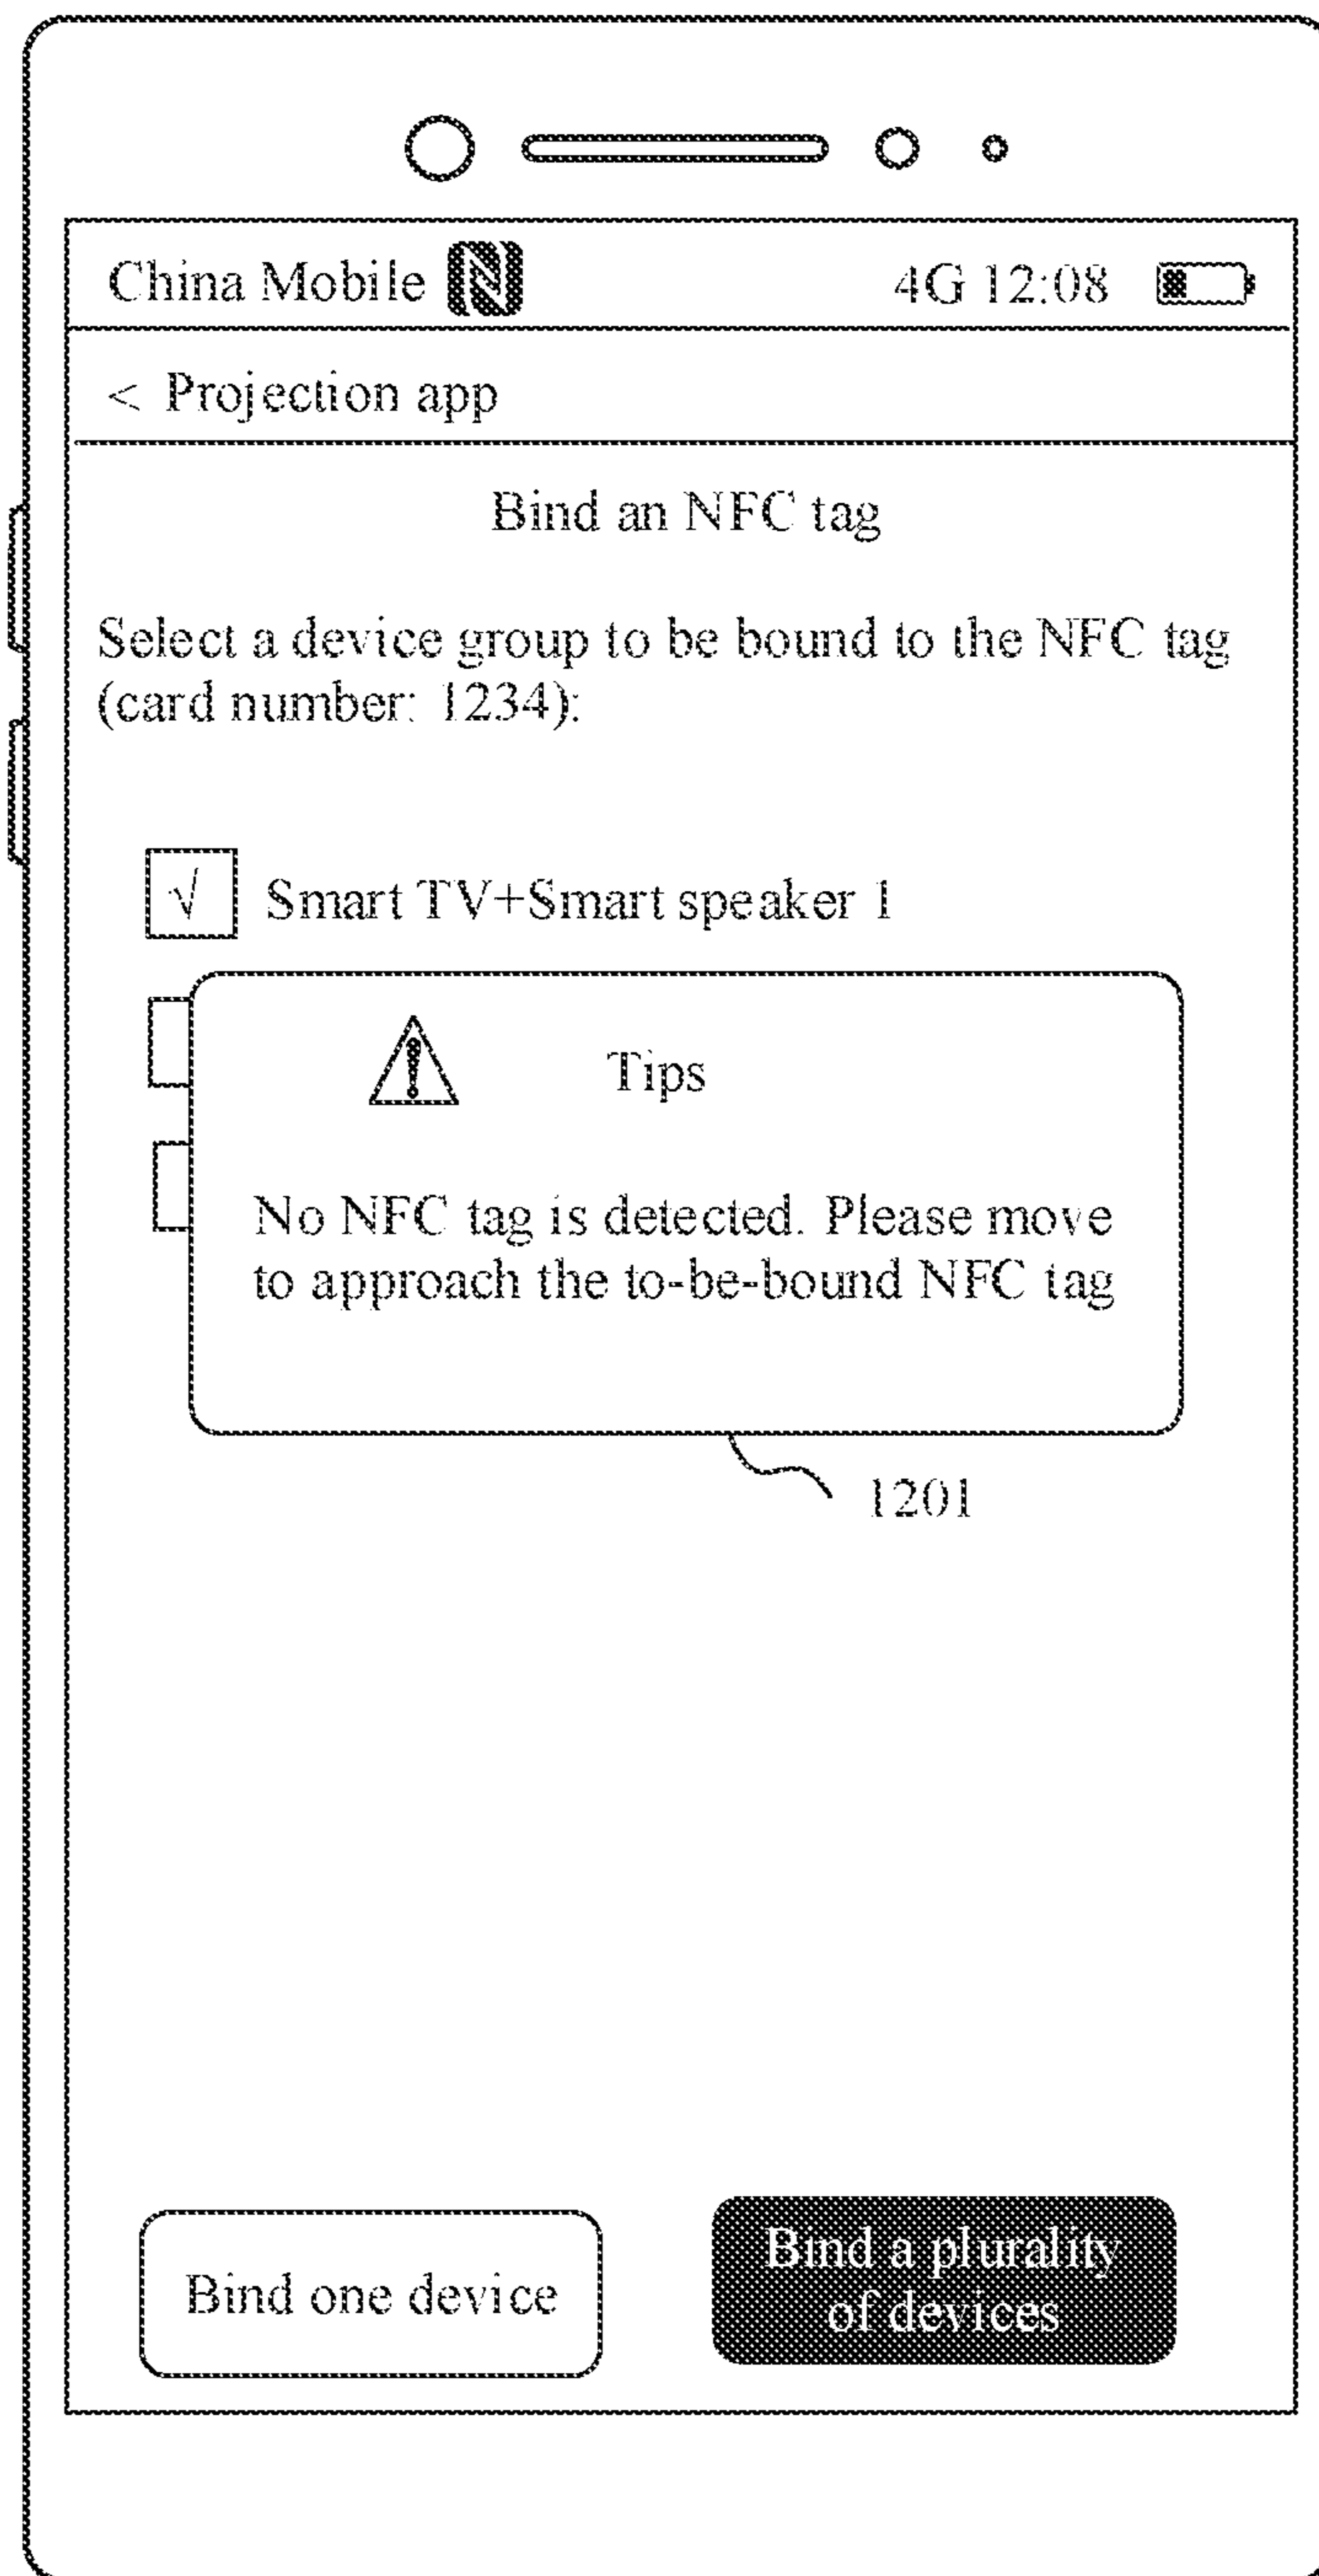 China Mobile N 4G 12:08
< Projection app
Bind an NFC tag
Select a device group to be bound to the NFC tag
(card number: 1234):
√ Smart TV+Smart speaker 1
! Tips
No NFC tag is detected. Please move
to approach the to-be-bound NFC tag
1201
Bind one device
Bind a plurality
of devices